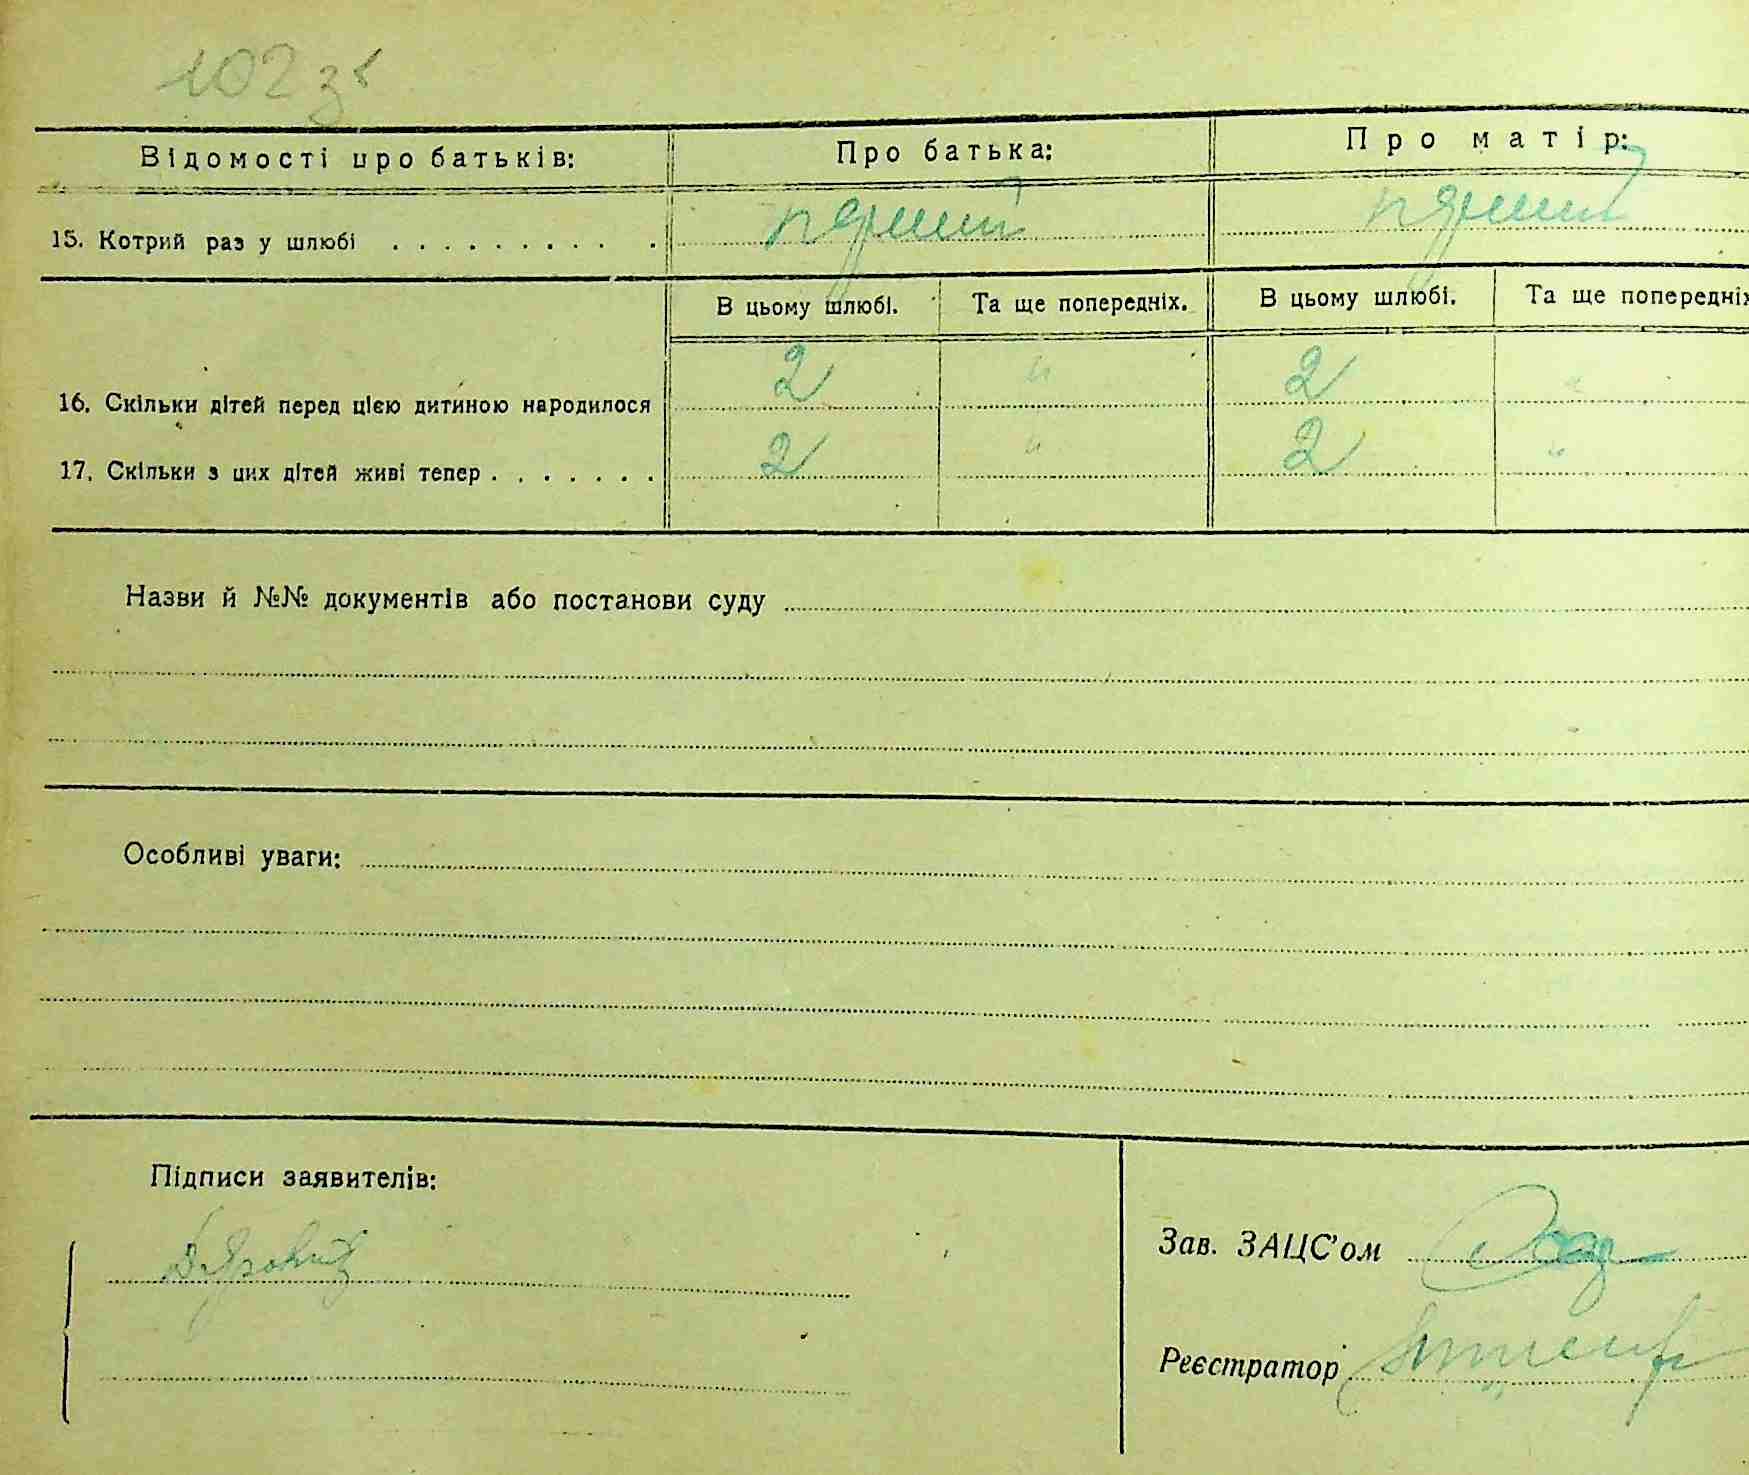 102 зв
Відомості про батьків: Про батька: Про матір:
15. Котрий раз у шлюбі . . . . . . . . . . перший перший
В цьому шлюбі. Та ще попередніх. В цьому шлюбі. Та ще попередніх
16. Скільки дітей перед цією дитиною народилося 2 " 2 "
17. Скільки з цих дітей живі тепер . . . . . . . 2 " 2 "
Назви й №№ документів або постанови суду
Особливі уваги:
Підписи заявителів:
Зав. ЗАЦС'ом
Реєстратор